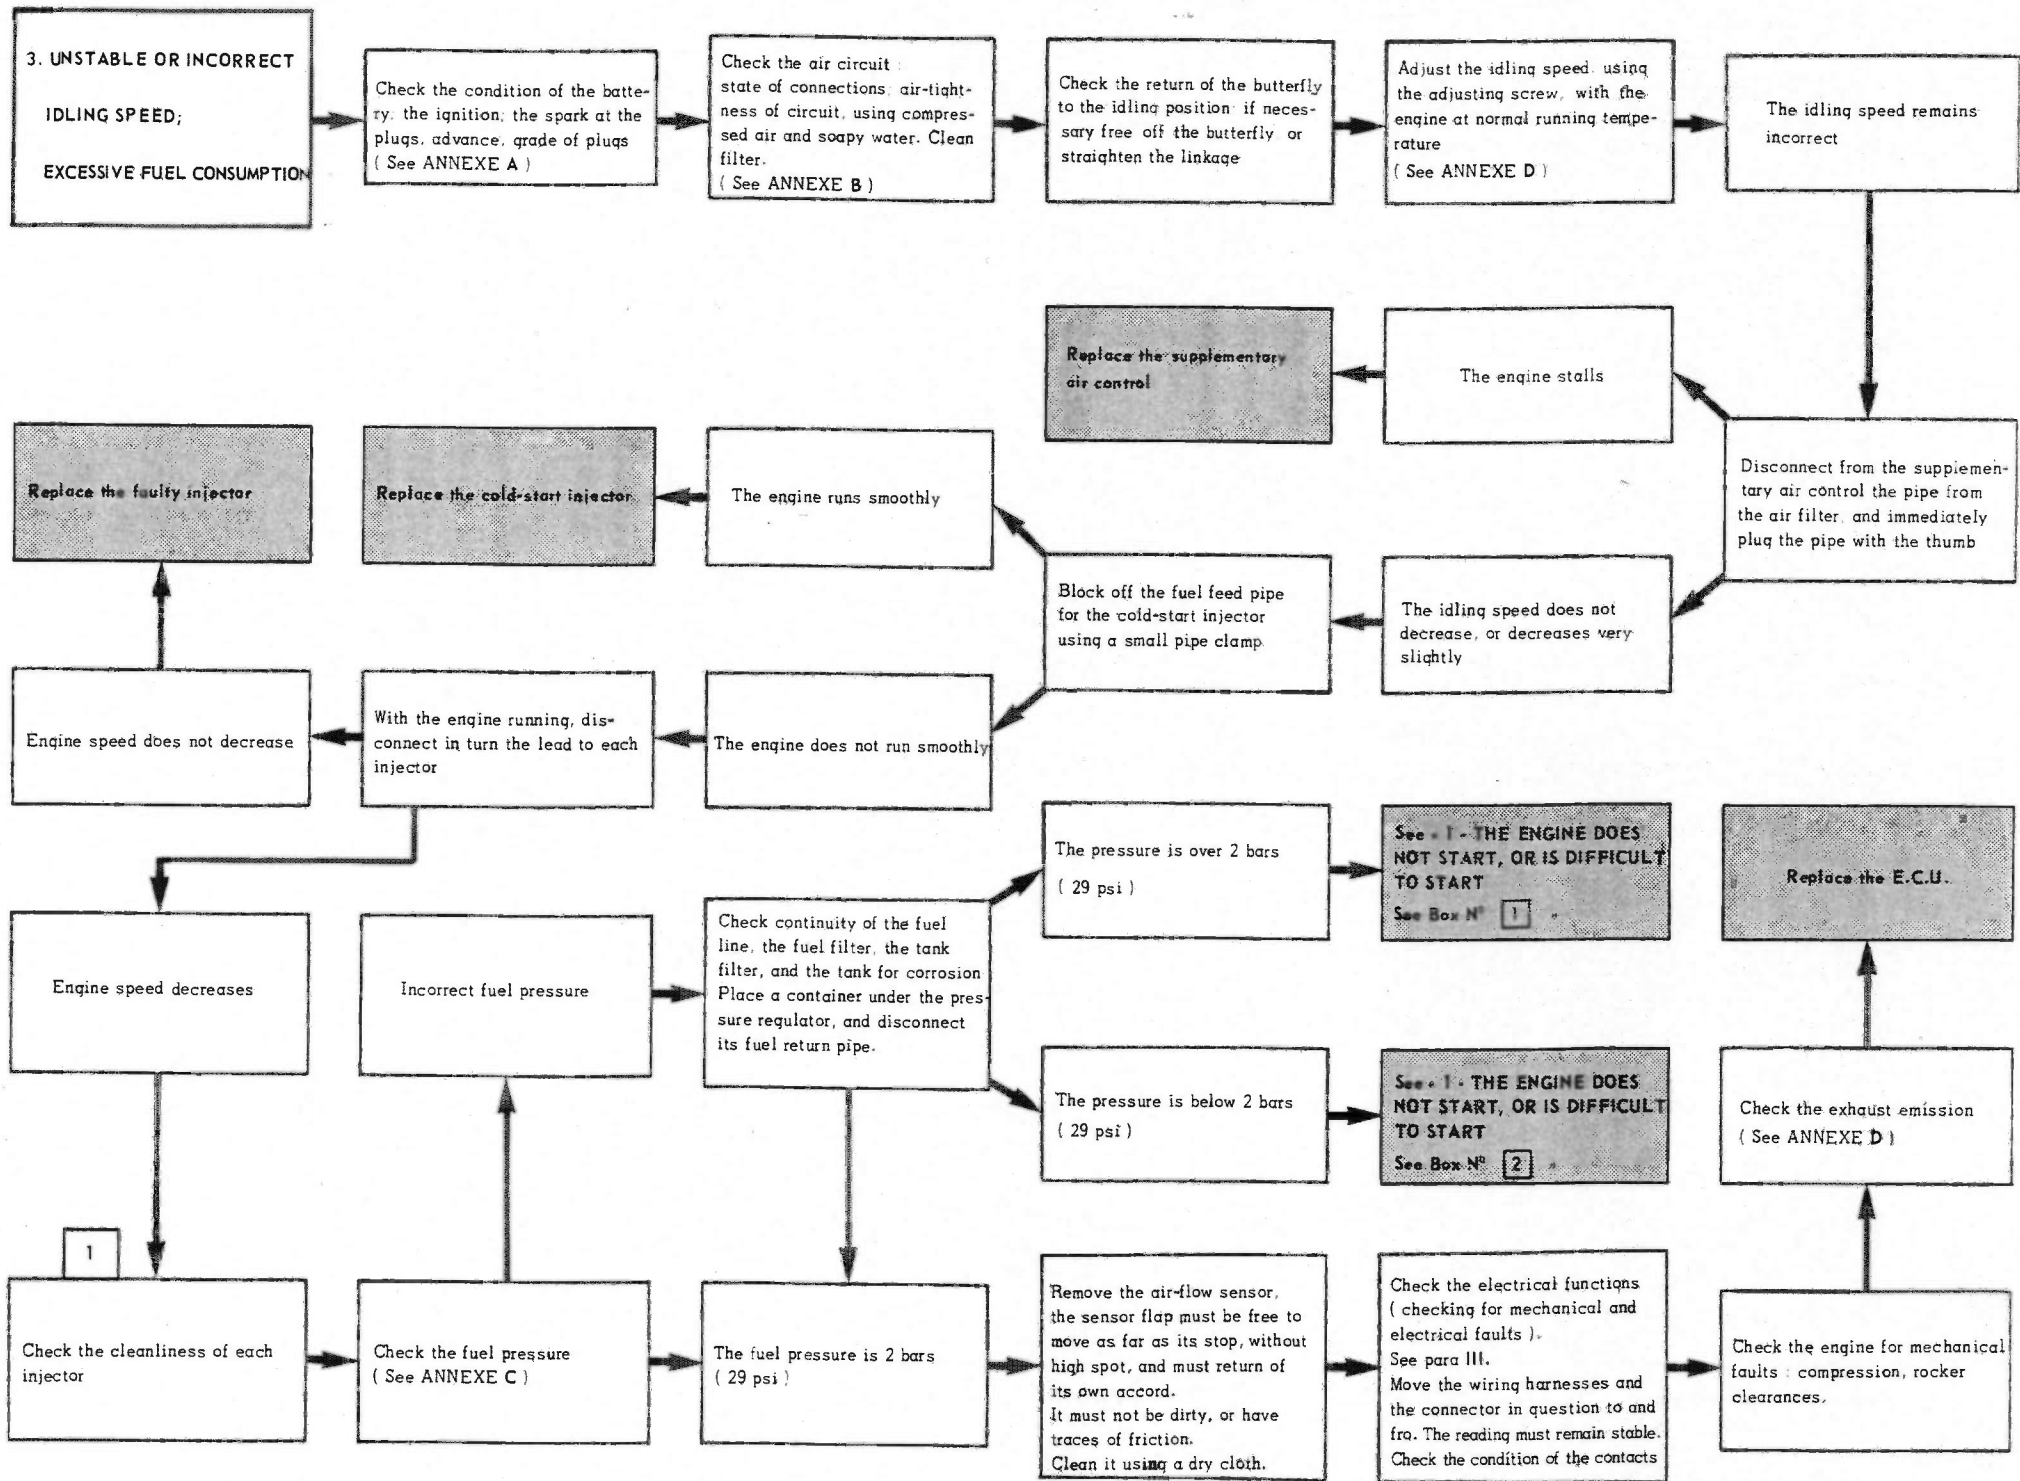 3. UNSTABLE OR INCORRECT
IDLING SPEED;
EXCESSIVE FUEL CONSUMPTION
Check the condition of the batte-
ry, the ignition, the spark at the
plugs, advance, grade of plugs
( See ANNEXE A )
Check the air circuit :
state of connections, air-tight-
ness of circuit, using compres-
sed air and soapy water. Clean
filter.
( See ANNEXE B )
Check the return of the butterfly
to the idling position if neces-
sary free off the butterfly or
straighten the linkage
Adjust the idling speed using
the adjusting screw, with the
engine at normal running tempe-
rature
( See ANNEXE D )
The idling speed remains
incorrect
Replace the supplementary
air control
The engine stalls
Disconnect from the supplemen-
tary air control the pipe from
the air filter, and immediately
plug the pipe with the thumb
Replace the faulty injector
Replace the cold-start injector
The engine runs smoothly
Block off the fuel feed pipe
for the cold-start injector
using a small pipe clamp
The idling speed does not
decrease, or decreases very
slightly
Engine speed does not decrease
With the engine running, dis-
connect in turn the lead to each
injector
The engine does not run smoothly
The pressure is over 2 bars
( 29 psi )
See - 1 - THE ENGINE DOES
NOT START, OR IS DIFFICULT
TO START
See Box Nº 1 "
Replace the E.C.U.
Engine speed decreases
Incorrect fuel pressure
Check continuity of the fuel
line, the fuel filter, the tank
filter, and the tank for corrosion
Place a container under the pres-
sure regulator, and disconnect
its fuel return pipe.
The pressure is below 2 bars
( 29 psi )
See - 1 - THE ENGINE DOES
NOT START, OR IS DIFFICULT
TO START
See Box Nº 2 "
Check the exhaust emission
( See ANNEXE D )
1
Check the cleanliness of each
injector
Check the fuel pressure
( See ANNEXE C )
The fuel pressure is 2 bars
( 29 psi )
Remove the air-flow sensor,
the sensor flap must be free to
move as far as its stop, without
high spot, and must return of
its own accord.
It must not be dirty, or have
traces of friction.
Clean it using a dry cloth.
Check the electrical functions
( checking for mechanical and
electrical faults ).
See para III.
Move the wiring harnesses and
the connector in question to and
fro. The reading must remain stable.
Check the condition of the contacts
Check the engine for mechanical
faults : compression, rocker
clearances.